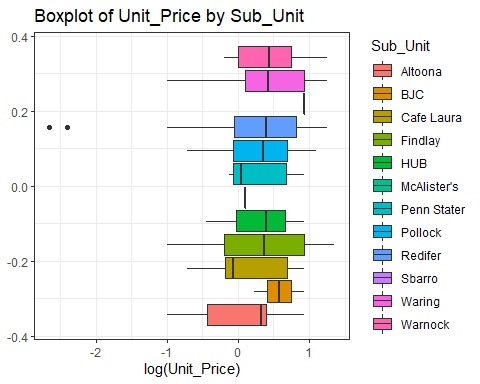 Boxplot of Unit_Price by Sub_Unit
0.4
0.2
0.0
-0.2
-0.4
-2
-1
0
1
log(Unit_Price)
Sub_Unit
Altoona
BJC
Cafe Laura
Findlay
HUB
McAlister's
Penn Stater
Pollock
Redifer
Sbarro
Waring
Warnock